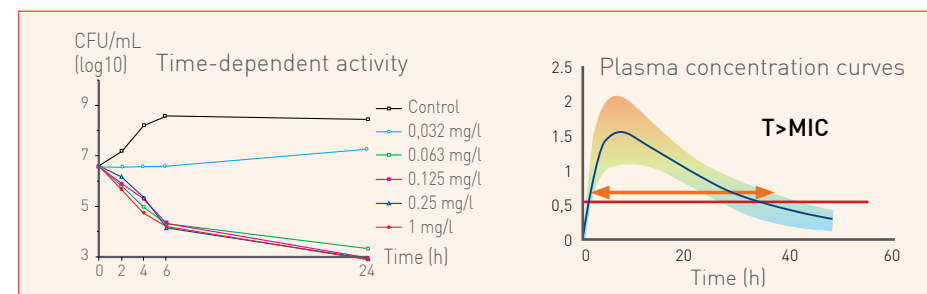 CFU/mL
(log10)
Time-dependent activity
9
7
5
3
0 2 4 6 24
Time (h)
Control
0,032 mg/l
0.063 mg/l
0.125 mg/l
0.25 mg/l
1 mg/l
Plasma concentration curves
T>MIC
2.5
2
1.5
1
0,5
0
0 20 40 60
Time (h)